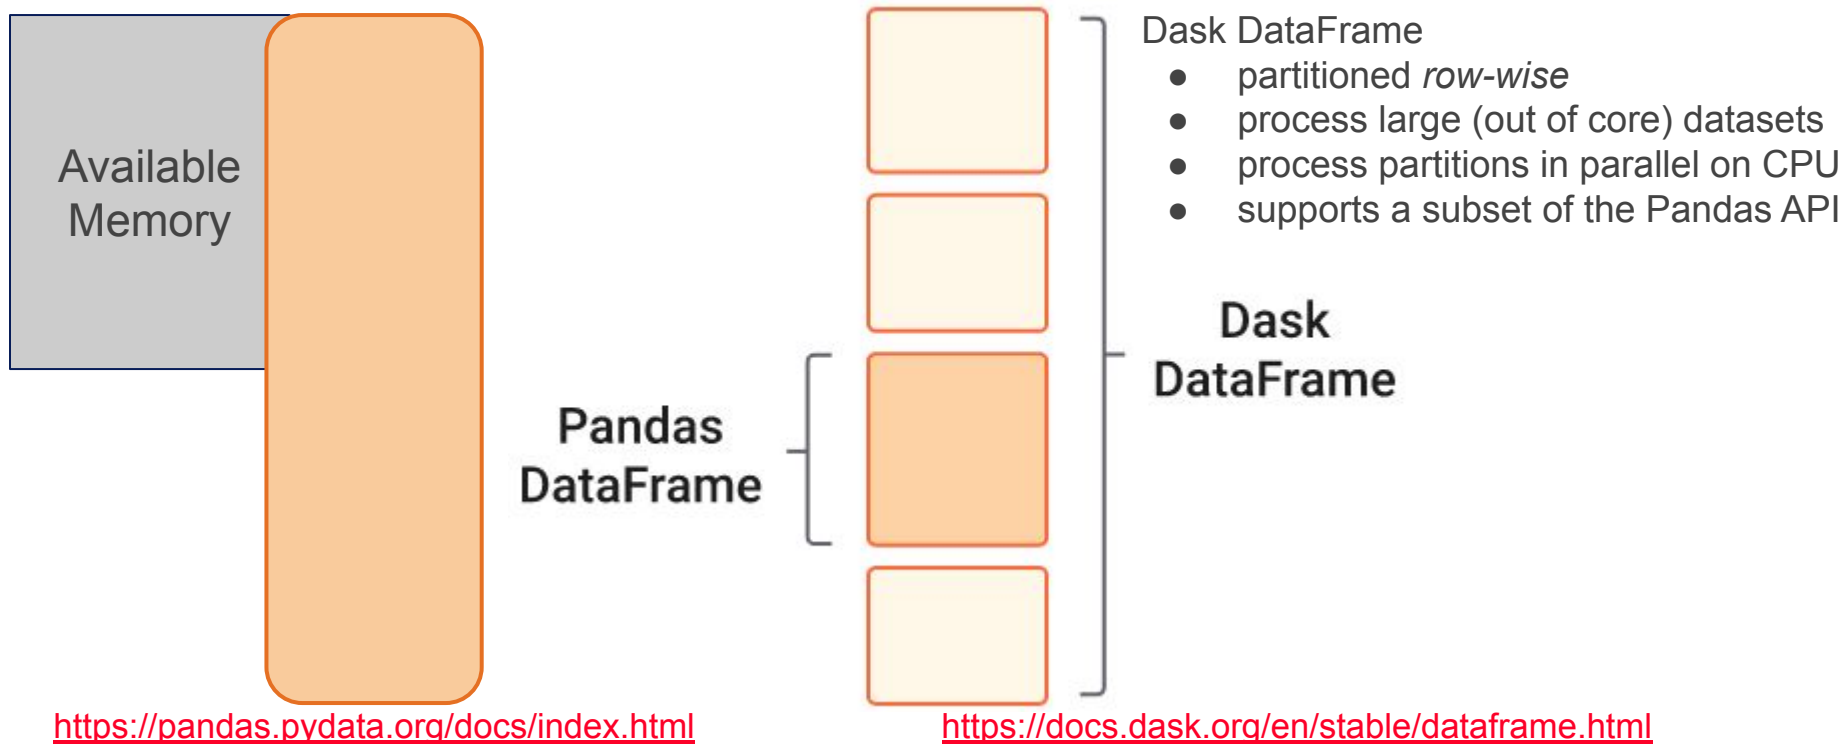 Available
Memory
Pandas
DataFrame
Dask DataFrame
● partitioned row-wise
● process large (out of core) datasets
● process partitions in parallel on CPU
● supports a subset of the Pandas API
Dask
DataFrame
https://pandas.pydata.org/docs/index.html
https://docs.dask.org/en/stable/dataframe.html